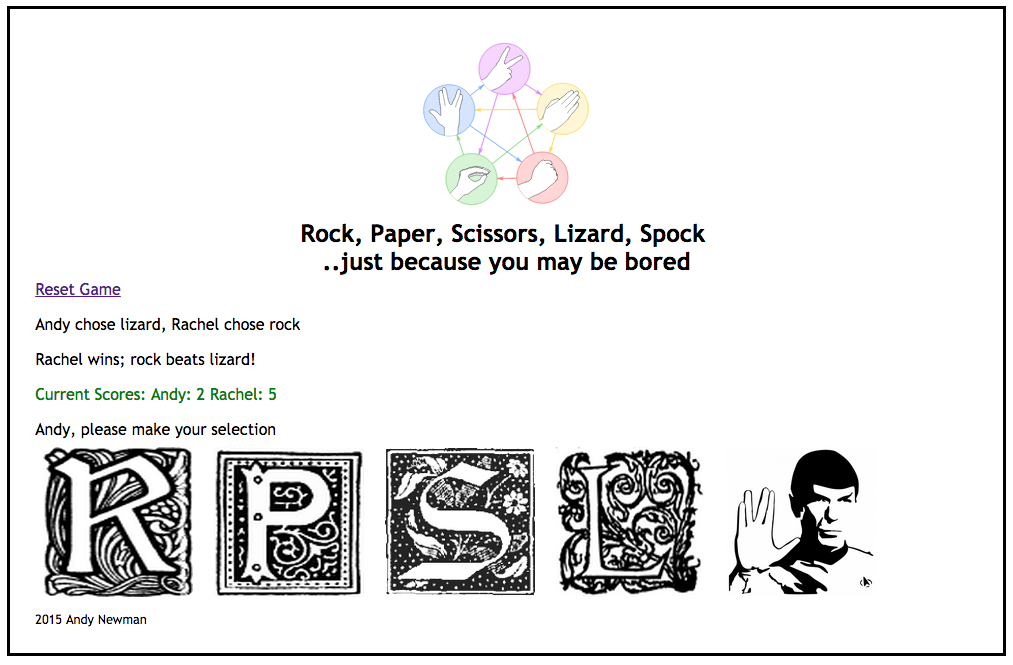 Rock, Paper, Scissors, Lizard, Spock
..just because you may be bored
Reset Game
Andy chose lizard, Rachel chose rock
Rachel wins; rock beats lizard!
Current Scores: Andy: 2 Rachel: 5
Andy, please make your selection
R P S L
2015 Andy Newman